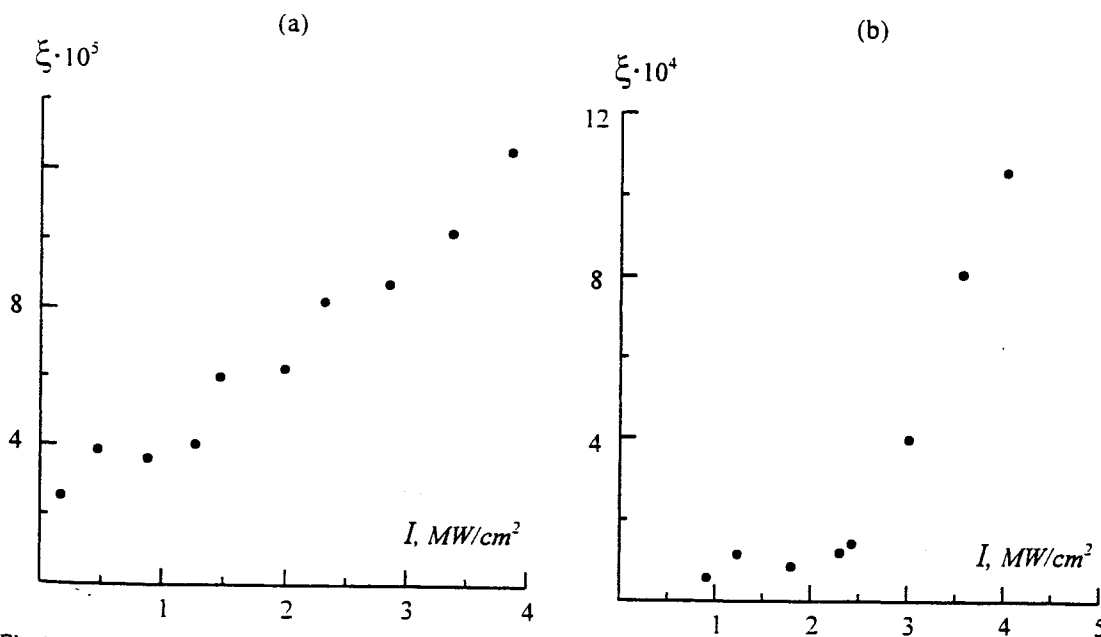 (a)
ξ·10⁵
8
4
I, MW/cm²
1 2 3 4
(b)
ξ·10⁴
12
8
4
I, MW/cm²
1 2 3 4 5